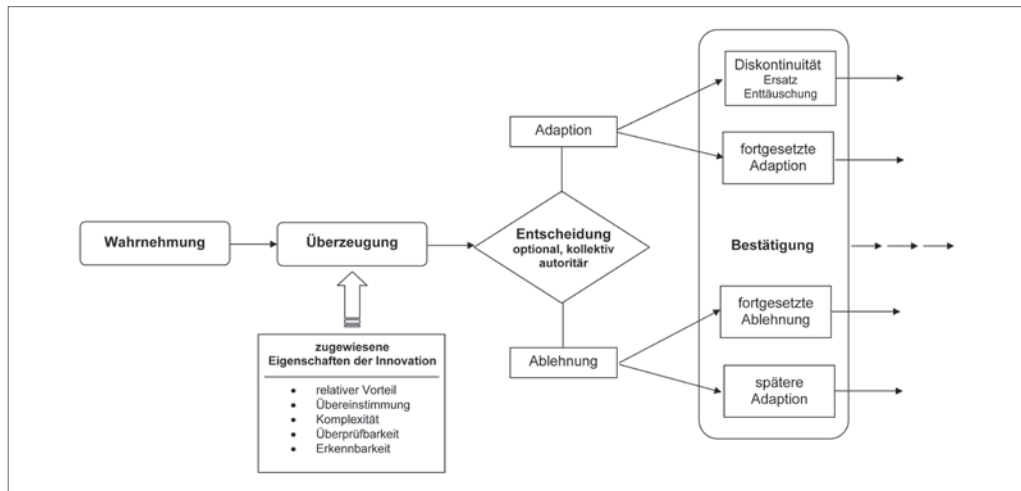 Wahrnehmung
Überzeugung
zugewiesene
Eigenschaften der Innovation
• relativer Vorteil
• Übereinstimmung
• Komplexität
• Überprüfbarkeit
• Erkennbarkeit
Entscheidung
optional, kollektiv
autoritär
Adaption
Ablehnung
Diskontinuität
Ersatz
Enttäuschung
fortgesetzte
Adaption
Bestätigung
fortgesetzte
Ablehnung
spätere
Adaption